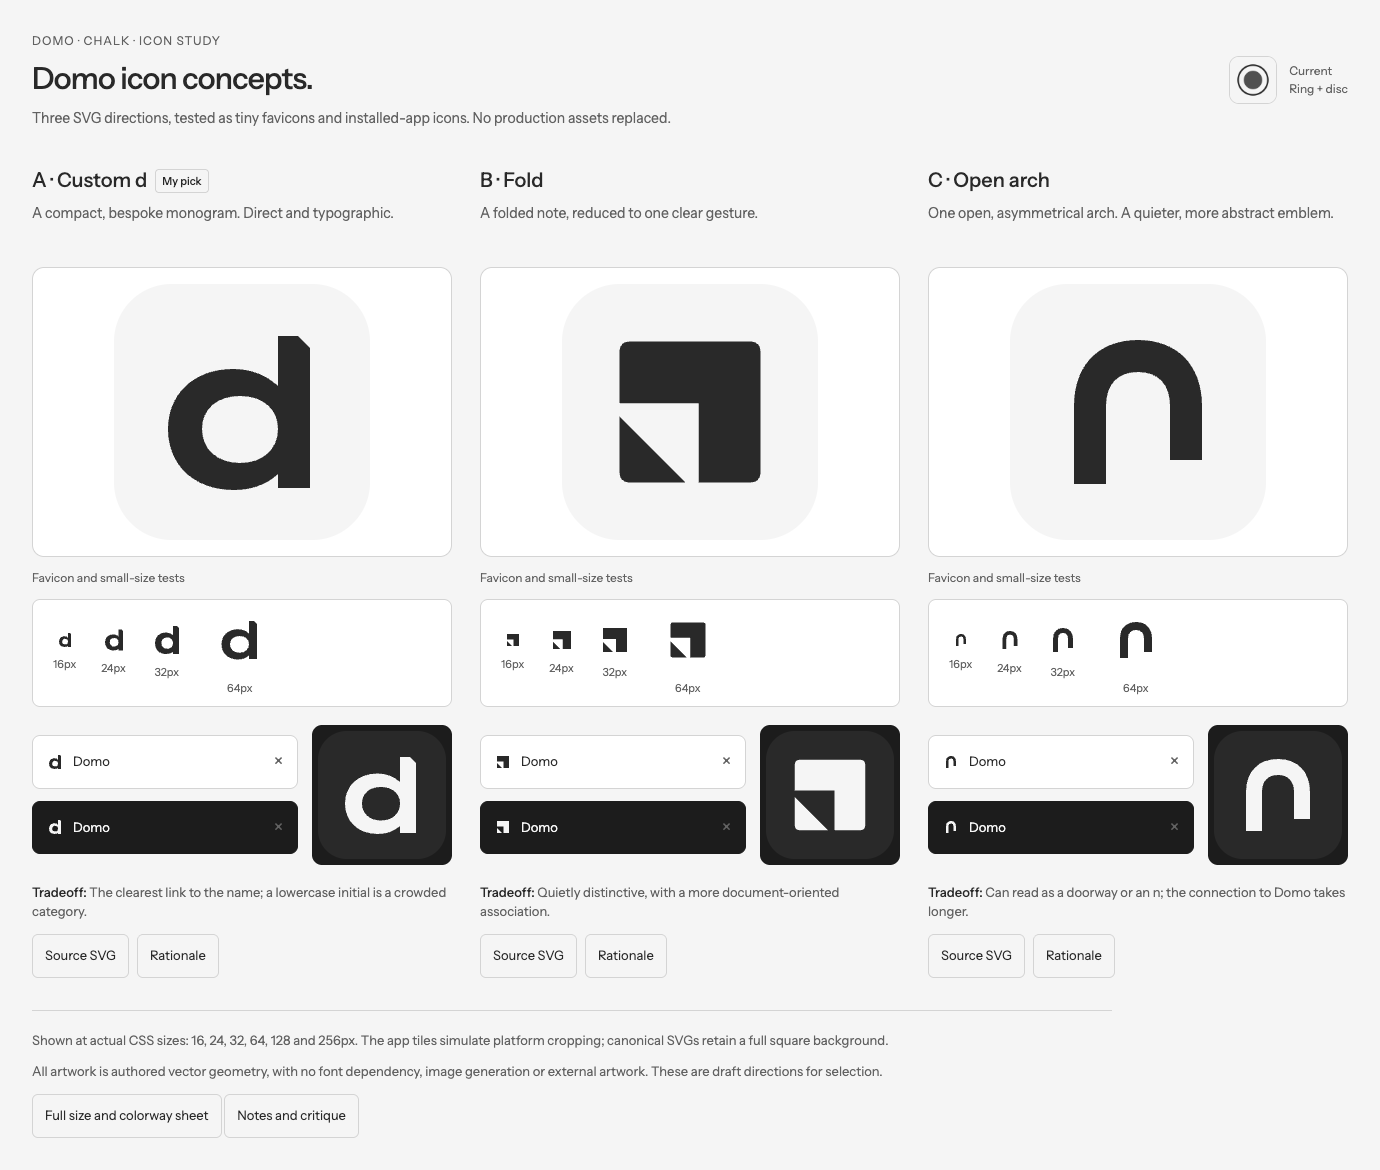 DOMO · CHALK · ICON STUDY
Domo icon concepts.
Three SVG directions, tested as tiny favicons and installed-app icons. No production assets replaced.
Current
Ring + disc
A · Custom d
My pick
A compact, bespoke monogram. Direct and typographic.
d
Favicon and small-size tests
d d d d
16px
24px
32px
64px
d Domo ×
d Domo ×
d
Tradeoff: The clearest link to the name; a lowercase initial is a crowded
category.
Source SVG
Rationale
B · Fold
A folded note, reduced to one clear gesture.
Favicon and small-size tests
16px
24px
32px
64px
Domo ×
Domo ×
Tradeoff: Quietly distinctive, with a more document-oriented
association.
Source SVG
Rationale
C · Open arch
One open, asymmetrical arch. A quieter, more abstract emblem.
Favicon and small-size tests
16px
24px
32px
64px
Domo ×
Domo ×
Tradeoff: Can read as a doorway or an n; the connection to Domo takes
longer.
Source SVG
Rationale
Shown at actual CSS sizes: 16, 24, 32, 64, 128 and 256px. The app tiles simulate platform cropping; canonical SVGs retain a full square background.
All artwork is authored vector geometry, with no font dependency, image generation or external artwork. These are draft directions for selection.
Full size and colorway sheet
Notes and critique